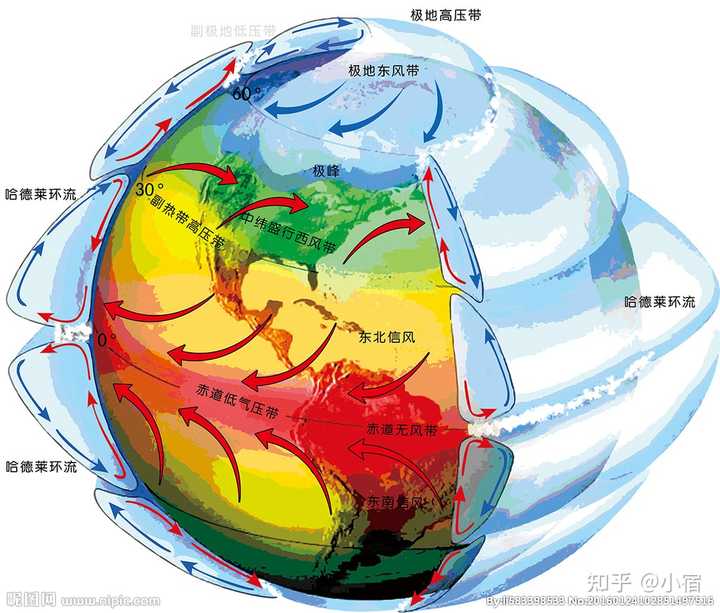 极地高压带
副极地低压带
极地东风带
60°
极峰
30°
哈德莱环流
副热带高压带
中纬盛行西风带
哈德莱环流
0°
东北信风
赤道低气压带
赤道无风带
哈德莱环流
东南信风
知乎 @小宿
昵图网 www.nipic.com